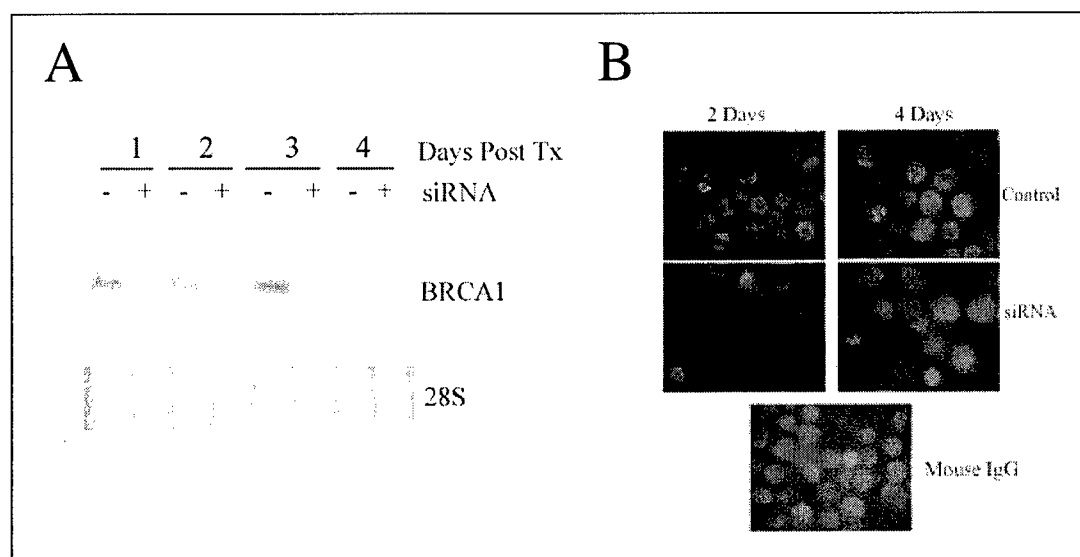 A
1 2 3 4 Days Post Tx
- + - + - + - + siRNA
BRCA1
28S
B
2 Days 4 Days
Control
siRNA
Mouse IgG